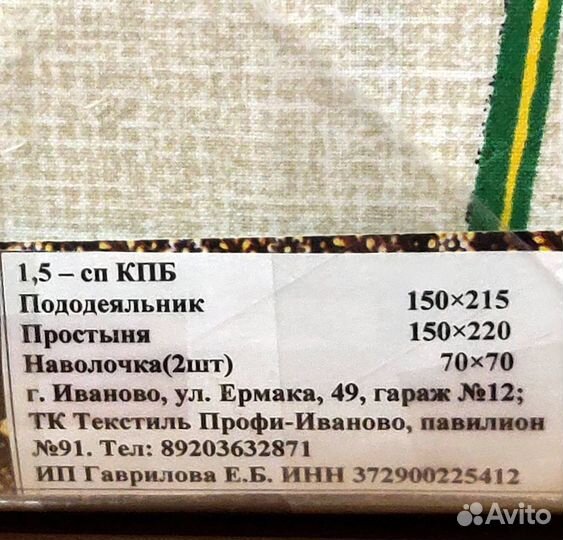 1,5 – сп КПБ
Пододеяльник 150×215
Простыня 150×220
Наволочка(2шт) 70×70
г. Иваново, ул. Ермака, 49, гараж №12;
ТК Текстиль Профи-Иваново, павилион
№91. Тел: 89203632871
ИП Гаврилова Е.Б. ИНН 372900225412
Avito